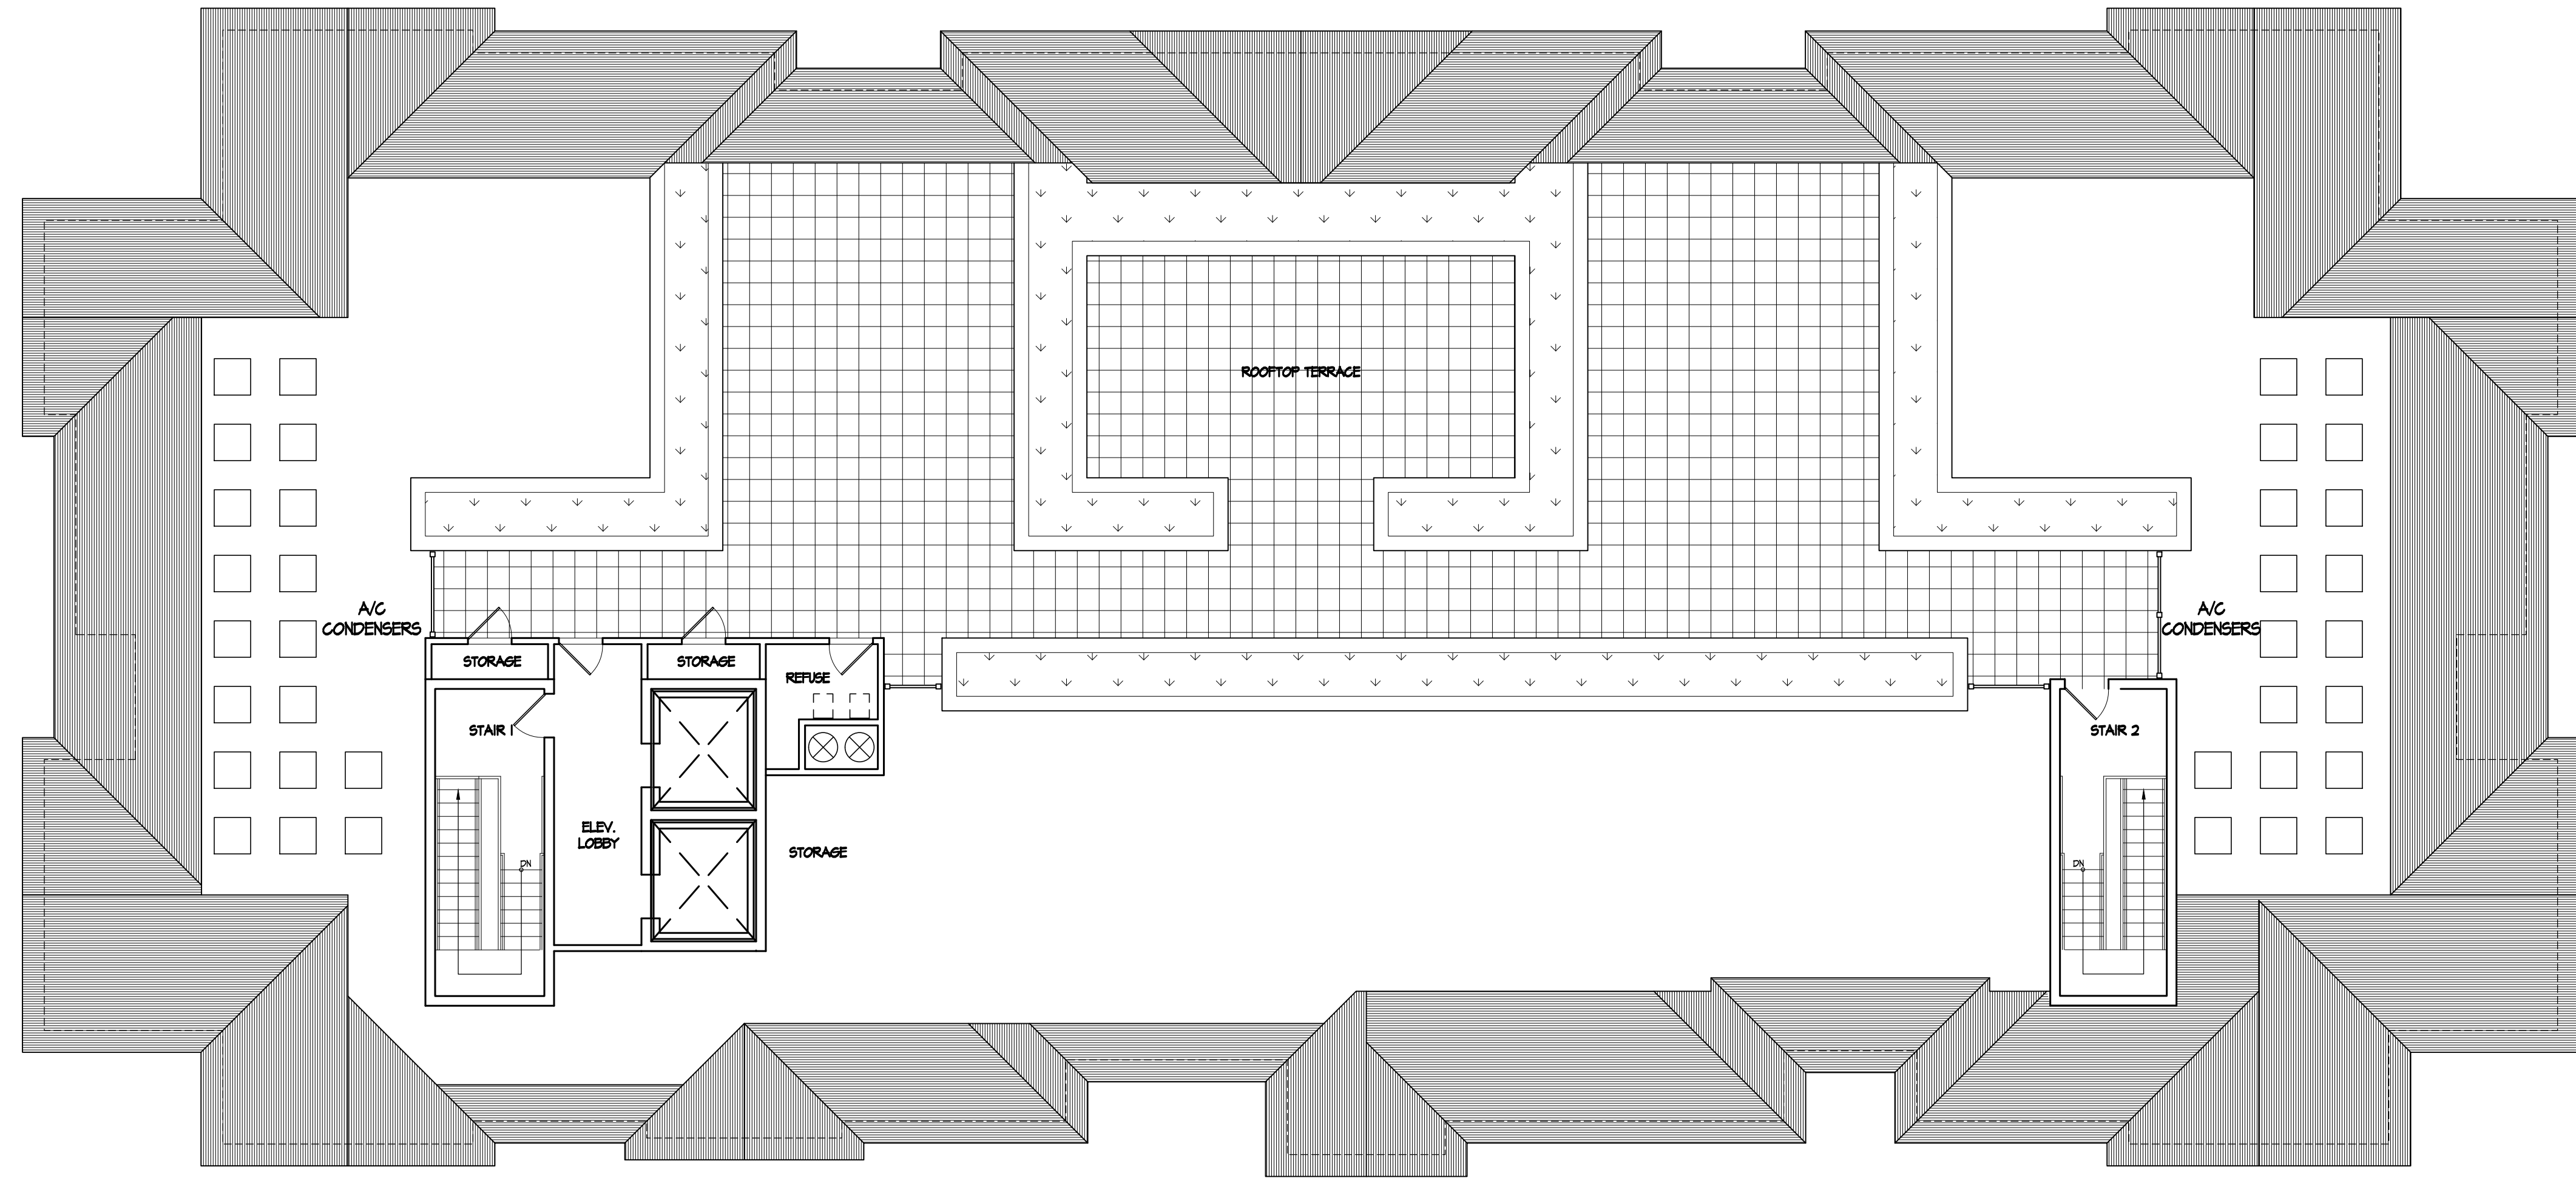 ROOFTOP TERRACE
A/C
CONDENSERS
A/C
CONDENSERS
STORAGE
STORAGE
REFUSE
STAIR 1
STAIR 2
ELEV.
LOBBY
STORAGE
DN
DN